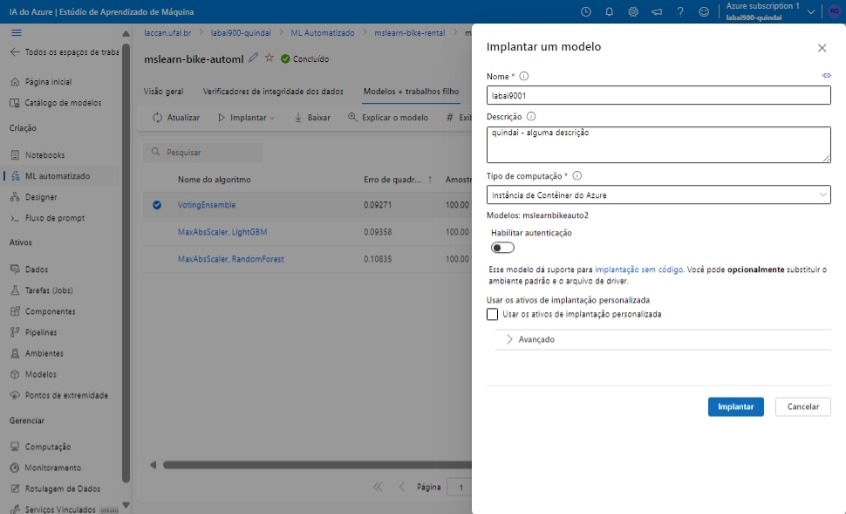 IA do Azure | Estúdio de Aprendizado de Máquina
Azure subscription 1
labai900-quindai
Todos os espaços de traba
Página inicial
Catálogo de modelos
Criação
Notebooks
ML automatizado
Designer
Fluxo de prompt
Ativos
Dados
Tarefas (Jobs)
Componentes
Pipelines
Ambientes
Modelos
Pontos de extremidade
Gerenciar
Computação
Monitoramento
Rotulagem de Dados
Serviços Vinculados
laccan.ufal.br > labai900-quindai > ML Automatizado > mslearn-bike-rental > m
mslearn-bike-automl Concluído
Visão geral Verificadores de integridade dos dados Modelos + trabalhos filho
Atualizar Implantar Baixar Explicar o modelo # Exib
Pesquisar
Nome do algoritmo Erro de quadr... ↑ Amostr
VotingEnsemble 0.09271 100.00
MaxAbsScaler, LightGBM 0.09358 100.00
MaxAbsScaler, RandomForest 0.10835 100.00
Página 1
Implantar um modelo
Nome *
labai9001
Descrição
quindai - alguma descrição
Tipo de computação *
Instância de Contêiner do Azure
Modelos: mslearnbikeauto2
Habilitar autenticação
Esse modelo dá suporte para implantação sem código. Você pode opcionalmente substituir o
ambiente padrão e o arquivo de driver.
Usar os ativos de implantação personalizada
Usar os ativos de implantação personalizada
Avançado
Implantar Cancelar